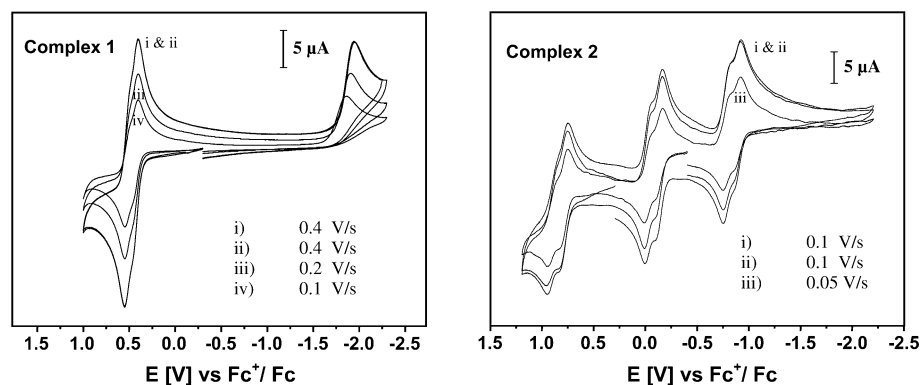 Complex 1
i & ii
5 µA
iii
iv
i) 0.4 V/s
ii) 0.4 V/s
iii) 0.2 V/s
iv) 0.1 V/s
1.5 1.0 0.5 0.0 -0.5 -1.0 -1.5 -2.0 -2.5
E [V] vs Fc⁺/ Fc
Complex 2
i & ii
5 µA
iii
i) 0.1 V/s
ii) 0.1 V/s
iii) 0.05 V/s
1.5 1.0 0.5 0.0 -0.5 -1.0 -1.5 -2.0 -2.5
E [V] vs Fc⁺/ Fc